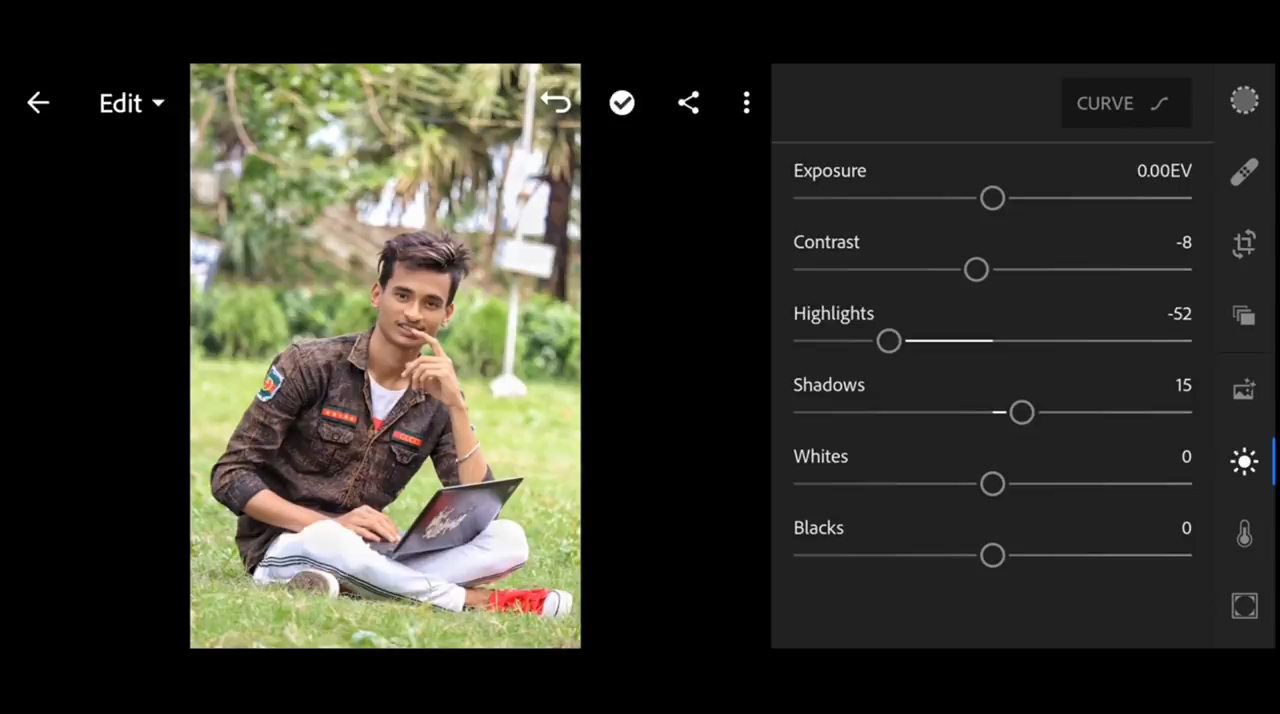 Edit
CURVE
Exposure 0.00EV
Contrast -8
Highlights -52
Shadows 15
Whites 0
Blacks 0